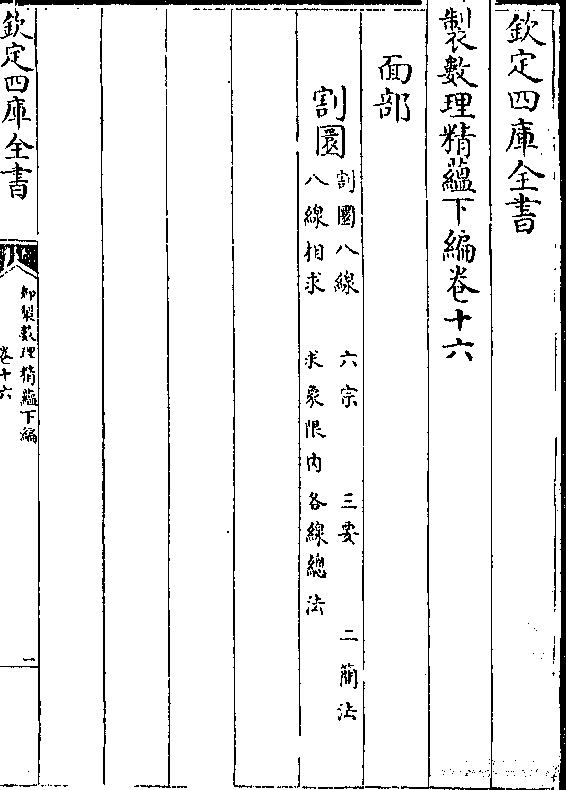 欽定四庫全書
製數理精蘊下編卷十六
面部
割圜
割圜八線 六宗 三要 二簡法
八線相求 求象限內各線總法
欽定四庫全書
御製數理精蘊下編
卷十六
一